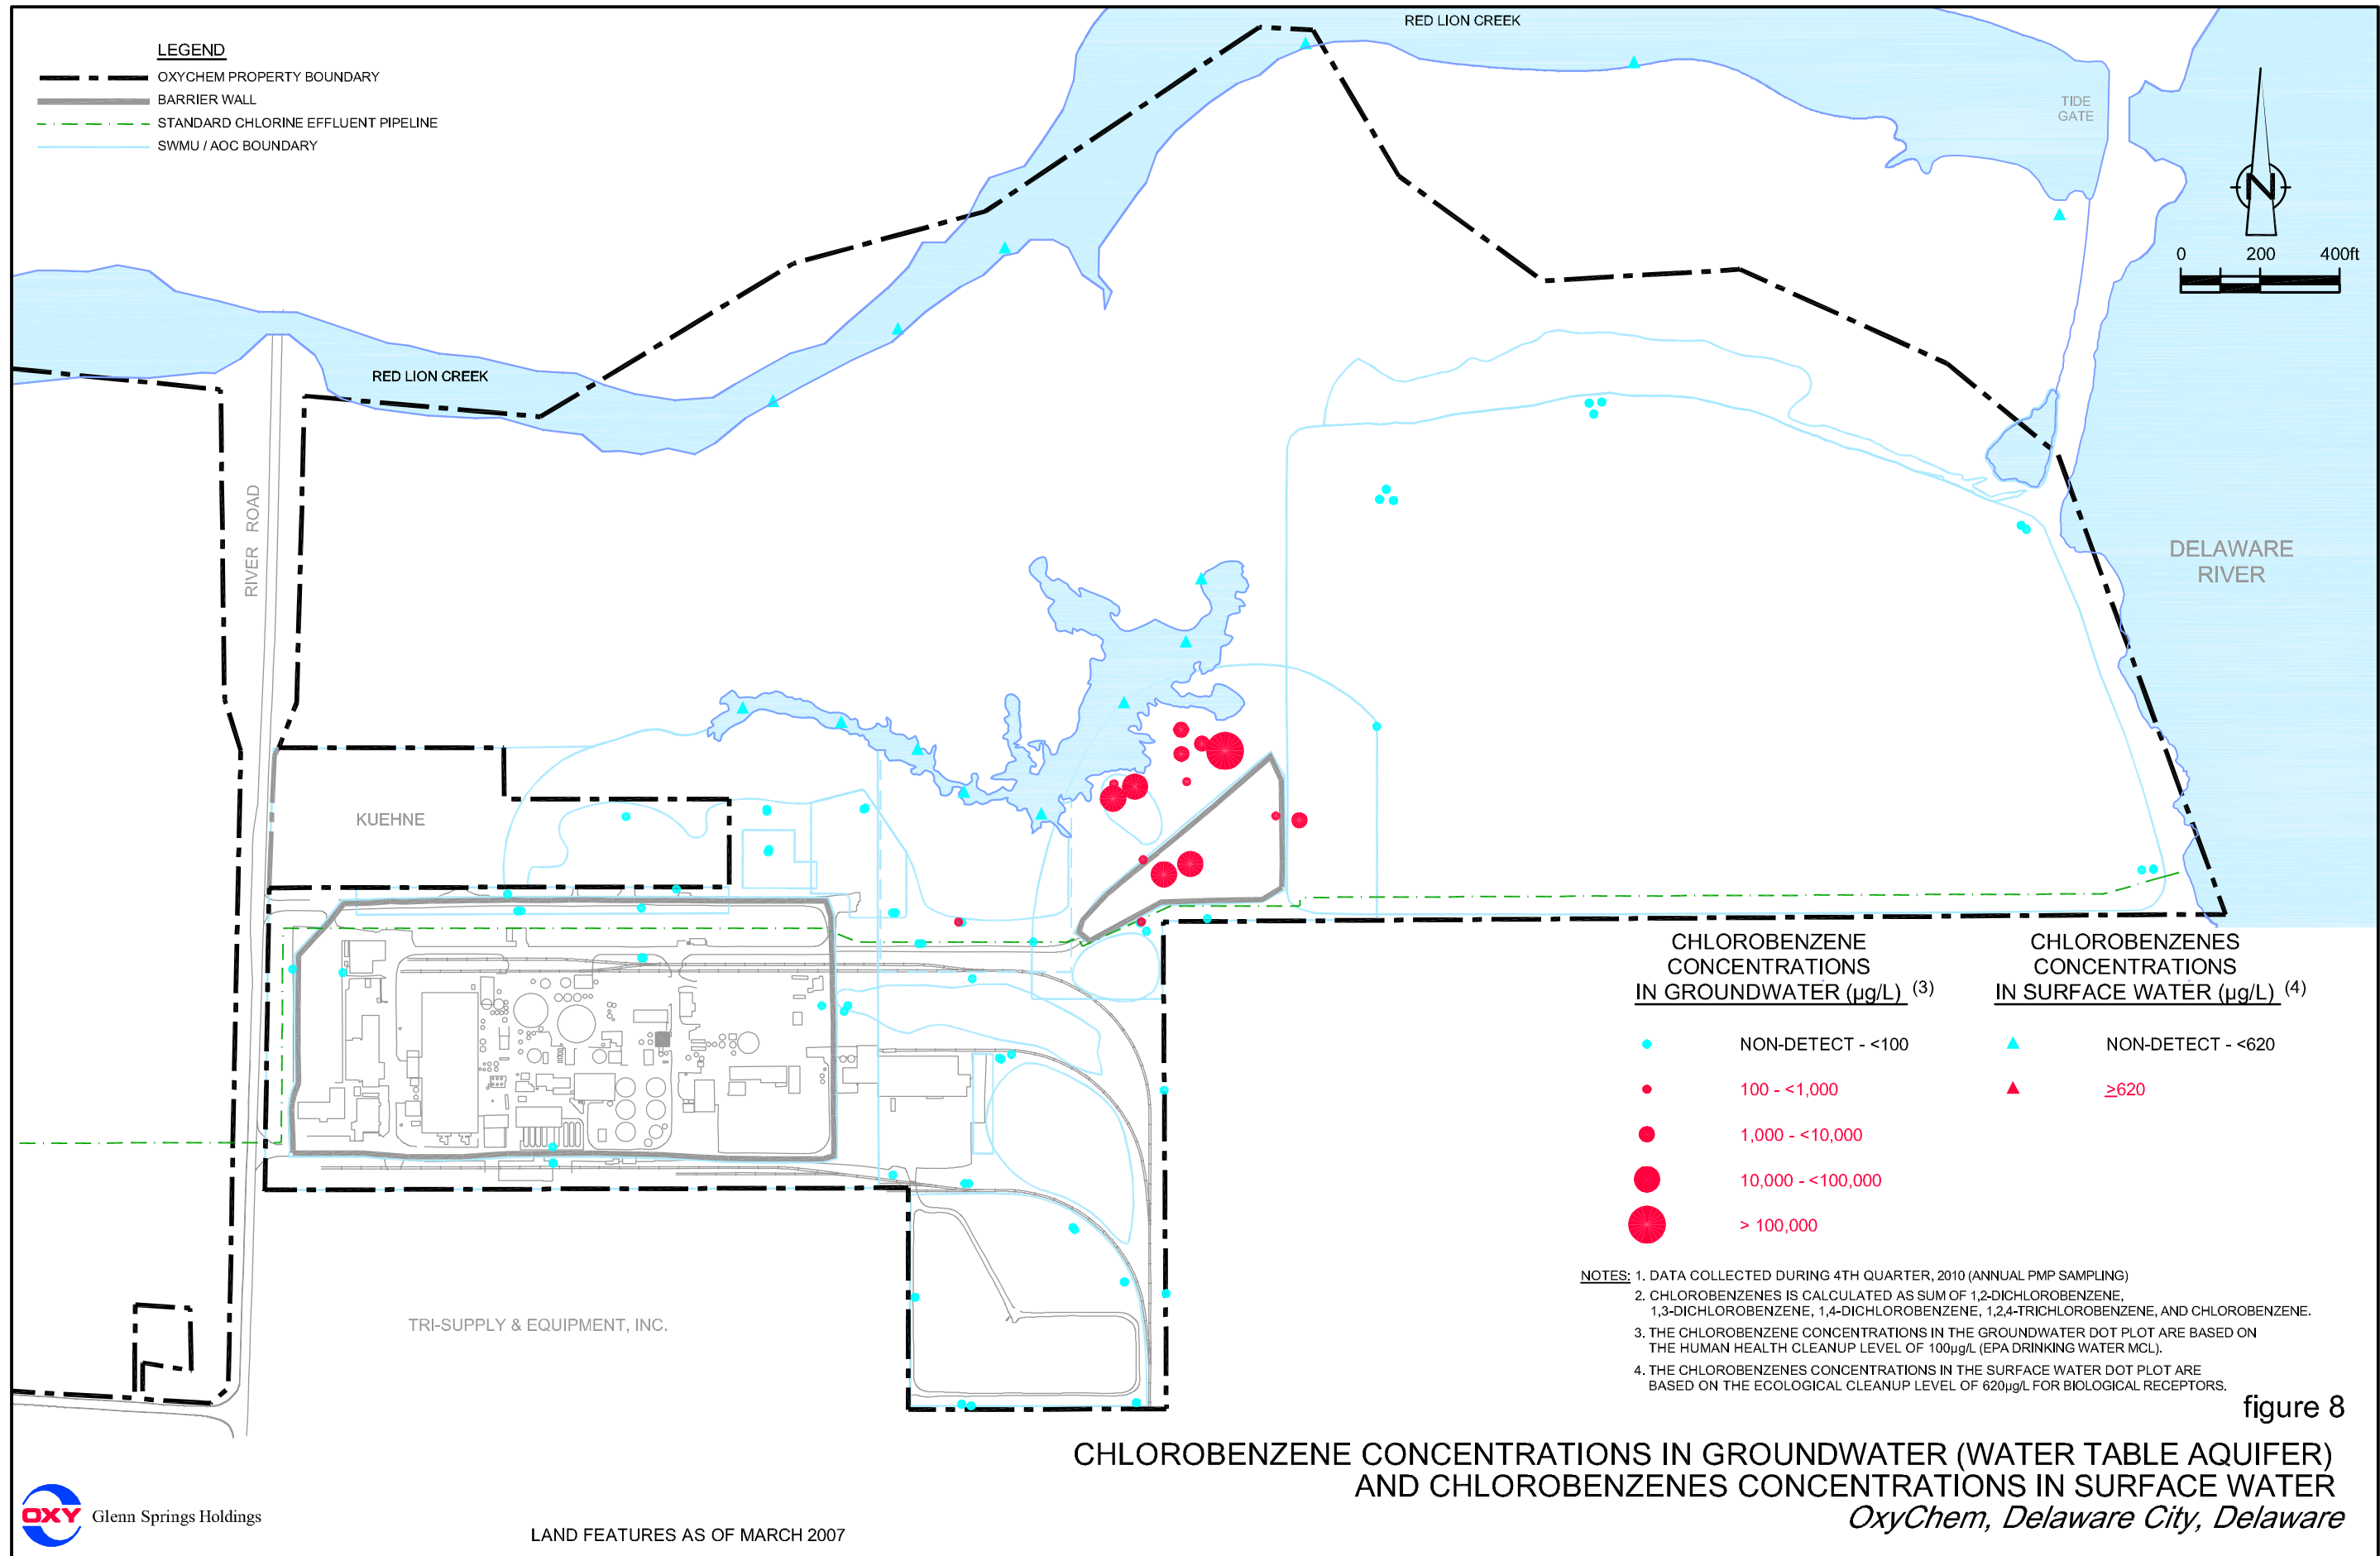 RED LION CREEK
LEGEND
OXYCHEM PROPERTY BOUNDARY
BARRIER WALL
STANDARD CHLORINE EFFLUENT PIPELINE
SWMU / AOC BOUNDARY
TIDE
GATE
N
0 200 400ft
RED LION CREEK
RIVER ROAD
DELAWARE
RIVER
KUEHNE
TRI-SUPPLY & EQUIPMENT, INC.
CHLOROBENZENE
CONCENTRATIONS
IN GROUNDWATER (µg/L) (3)
NON-DETECT - <100
100 - <1,000
1,000 - <10,000
10,000 - <100,000
> 100,000
CHLOROBENZENES
CONCENTRATIONS
IN SURFACE WATER (µg/L) (4)
NON-DETECT - <620
≥620
NOTES: 1. DATA COLLECTED DURING 4TH QUARTER, 2010 (ANNUAL PMP SAMPLING)
2. CHLOROBENZENES IS CALCULATED AS SUM OF 1,2-DICHLOROBENZENE,
1,3-DICHLOROBENZENE, 1,4-DICHLOROBENZENE, 1,2,4-TRICHLOROBENZENE, AND CHLOROBENZENE.
3. THE CHLOROBENZENE CONCENTRATIONS IN THE GROUNDWATER DOT PLOT ARE BASED ON
THE HUMAN HEALTH CLEANUP LEVEL OF 100µg/L (EPA DRINKING WATER MCL).
4. THE CHLOROBENZENES CONCENTRATIONS IN THE SURFACE WATER DOT PLOT ARE
BASED ON THE ECOLOGICAL CLEANUP LEVEL OF 620µg/L FOR BIOLOGICAL RECEPTORS.
figure 8
CHLOROBENZENE CONCENTRATIONS IN GROUNDWATER (WATER TABLE AQUIFER)
AND CHLOROBENZENES CONCENTRATIONS IN SURFACE WATER
OxyChem, Delaware City, Delaware
OXY Glenn Springs Holdings
LAND FEATURES AS OF MARCH 2007